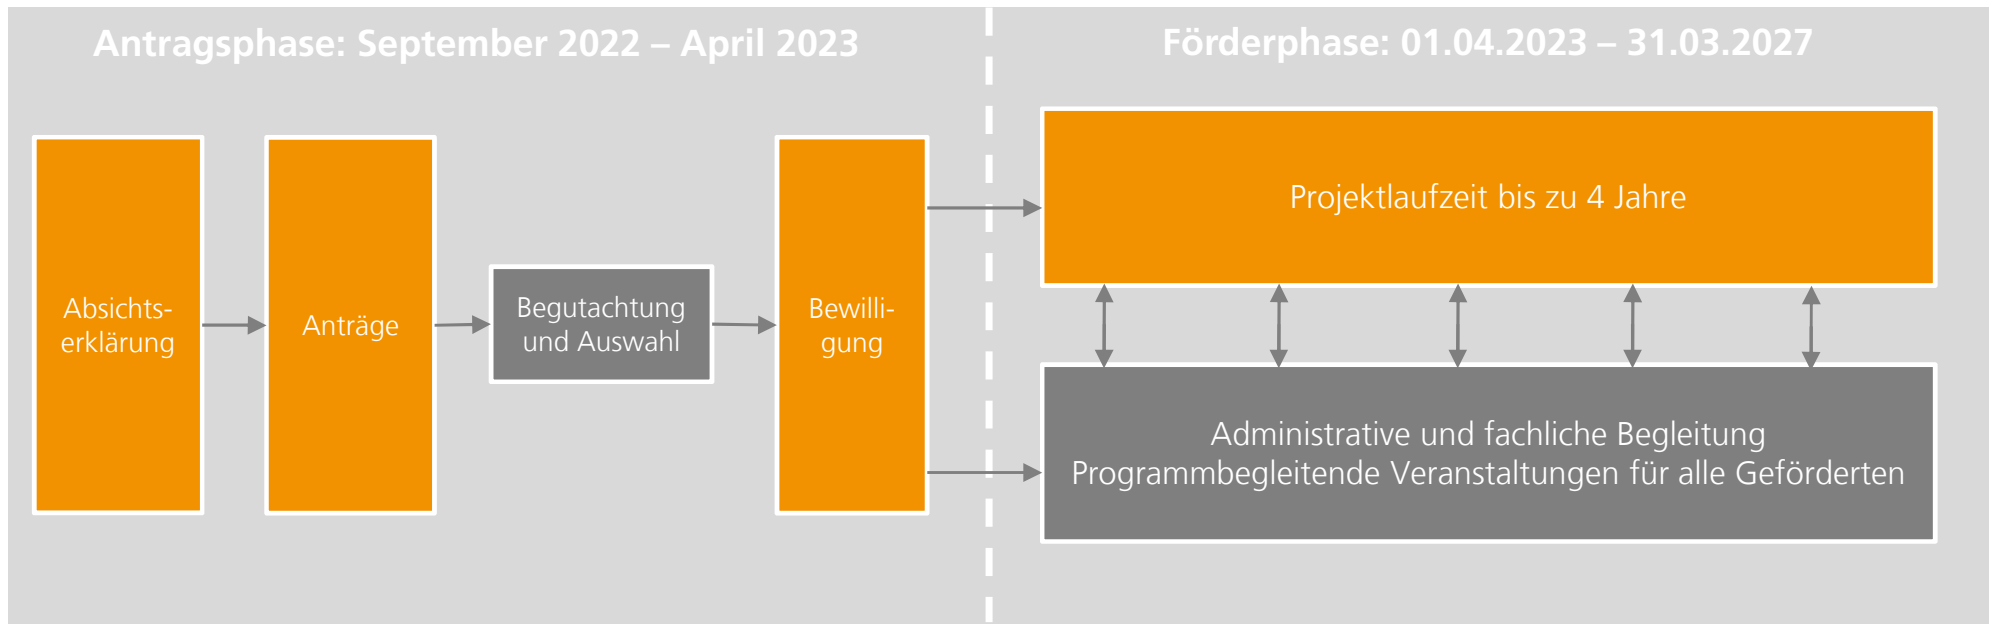 Antragsphase: September 2022 – April 2023
Förderphase: 01.04.2023 – 31.03.2027
Absichts-
erklärung
Anträge
Begutachtung
und Auswahl
Bewilli-
gung
Projektlaufzeit bis zu 4 Jahre
Administrative und fachliche Begleitung
Programmbegleitende Veranstaltungen für alle Geförderten